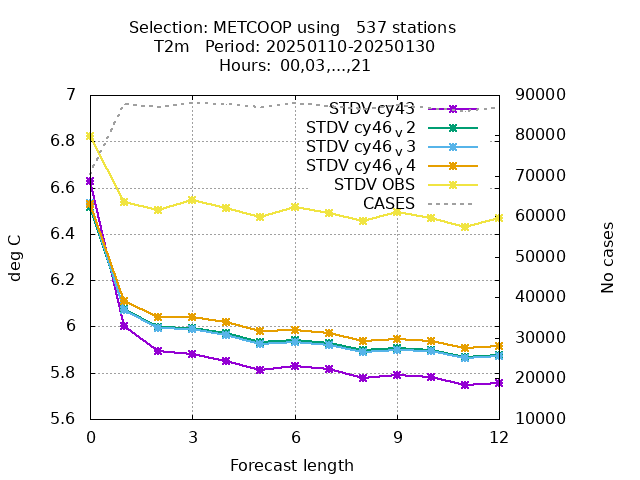 Selection: METCOOP using   537 stations
T2m   Period: 20250110-20250130
Hours:  00,03,...,21
7
6.8
6.6
6.4
6.2
6
5.8
5.6
deg C
90000
80000
70000
60000
50000
40000
30000
20000
10000
No cases
STDV cy43
STDV cy46_v2
STDV cy46_v3
STDV cy46_v4
STDV OBS
CASES
0 3 6 9 12
Forecast length